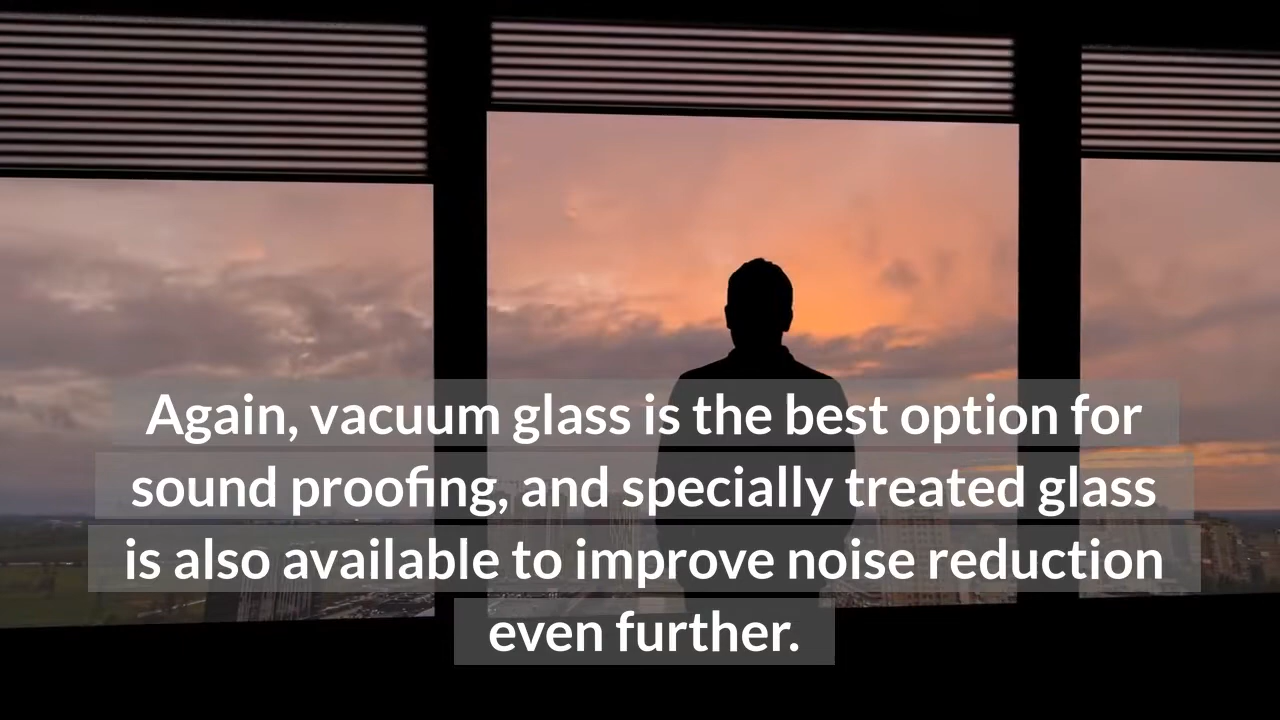 Again, vacuum glass is the best option for
sound proofing, and specially treated glass
is also available to improve noise reduction
even further.